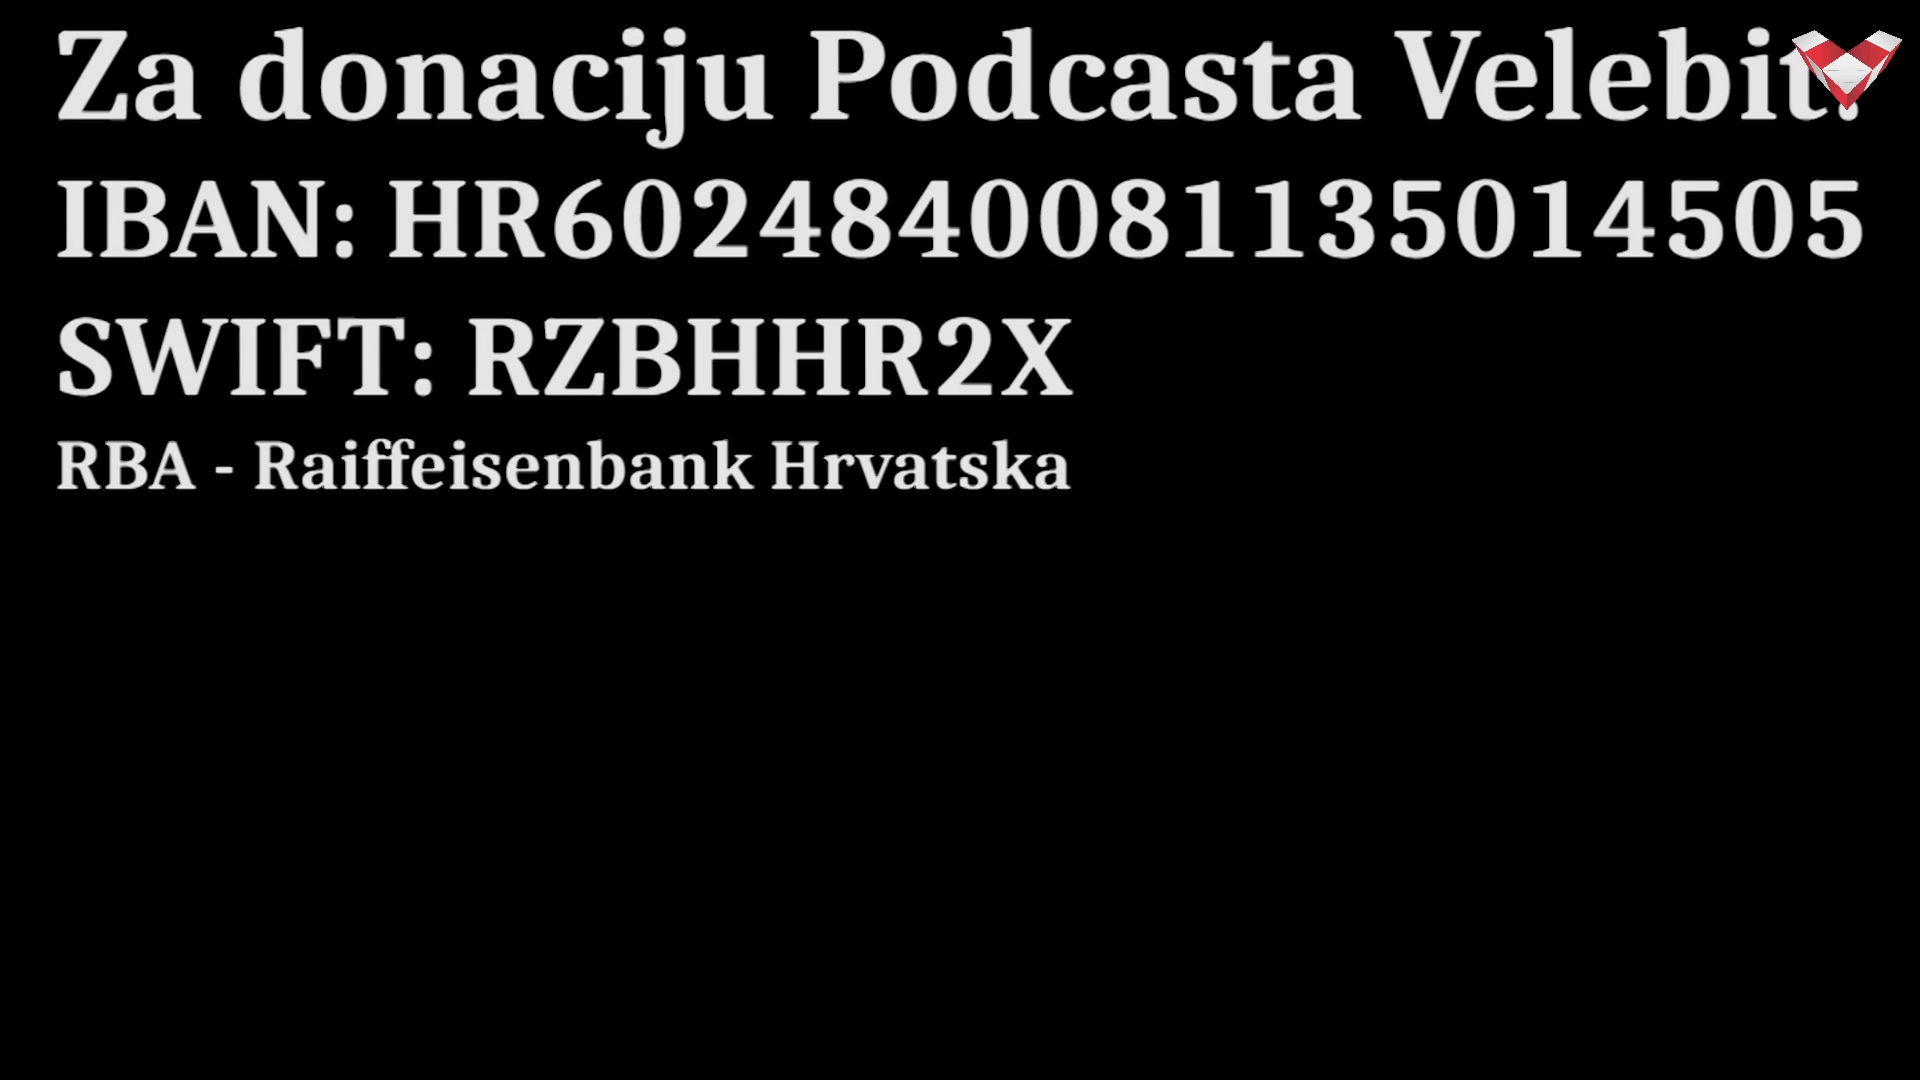 Za donaciju Podcasta Velebit:
IBAN: HR6024840081135014505
SWIFT: RZBHHR2X
RBA - Raiffeisenbank Hrvatska